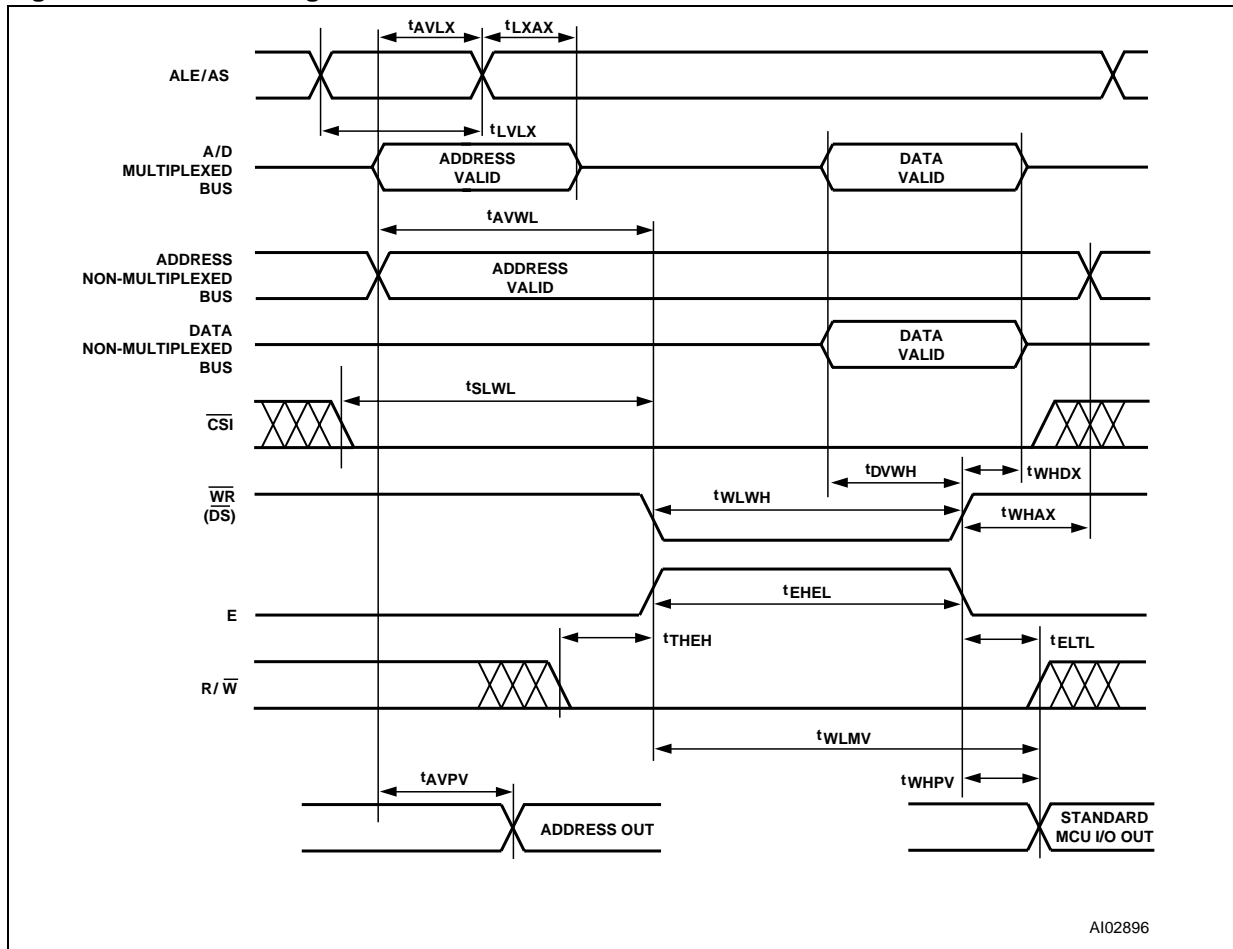 tAVLX
tLXAX
ALE/AS
tLVLX
A/D
MULTIPLEXED
BUS
ADDRESS
VALID
DATA
VALID
tAVWL
ADDRESS
NON-MULTIPLEXED
BUS
ADDRESS
VALID
DATA
NON-MULTIPLEXED
BUS
DATA
VALID
tSLWL
CSI
tDVWH
tWHDX
WR
(DS)
tWLWH
tWHAX
tEHEL
E
tTHEH
tELTL
R/ W
tWLMV
tAVPV
tWHPV
ADDRESS OUT
STANDARD
MCU I/O OUT
AI02896